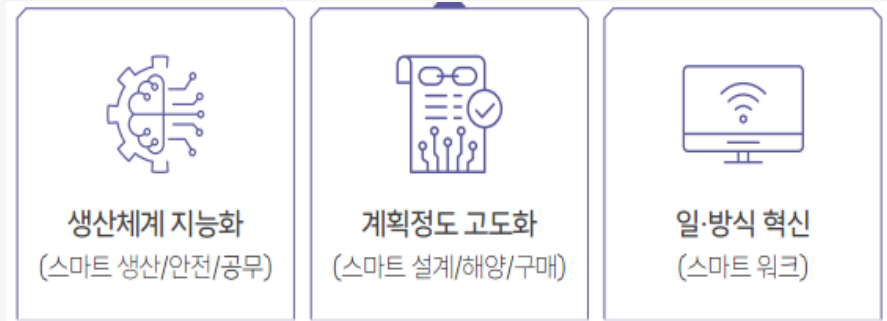 생산체계 지능화
(스마트 생산/안전/공무)
계획정도 고도화
(스마트 설계/해양/구매)
일·방식 혁신
(스마트 워크)